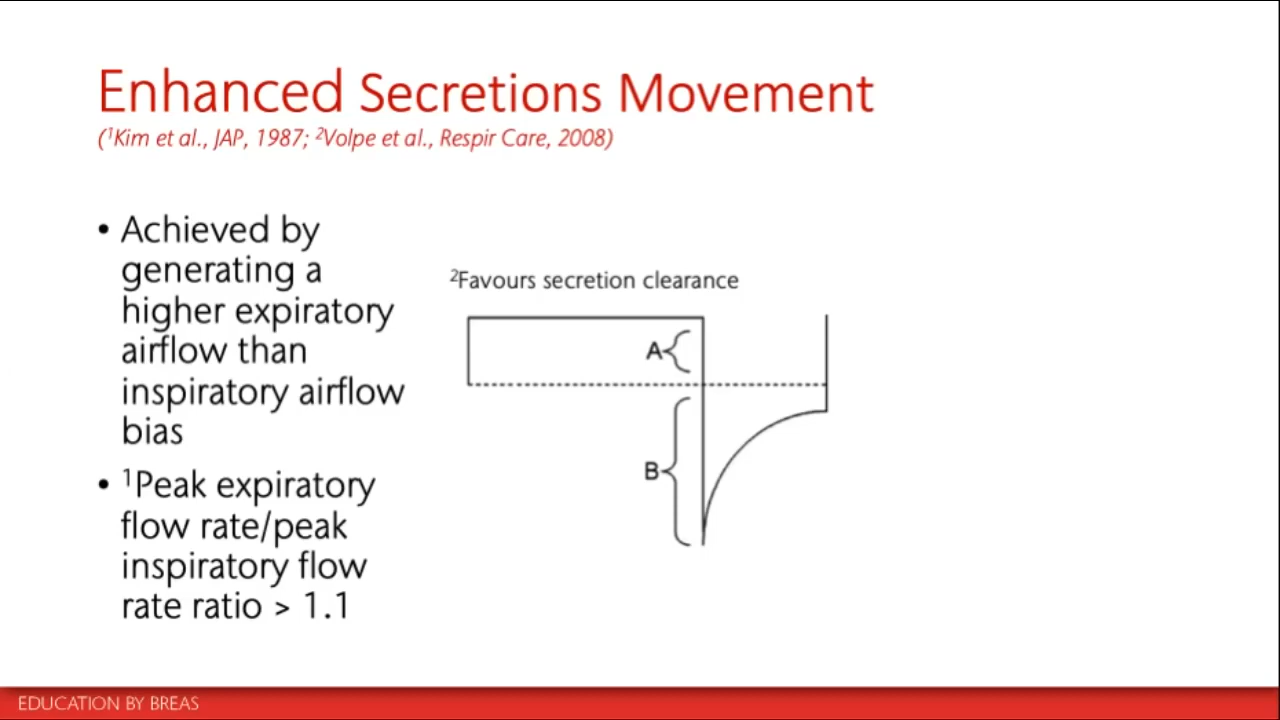 Enhanced Secretions Movement
(¹Kim et al., JAP, 1987; ²Volpe et al., Respir Care, 2008)
• Achieved by
generating a
higher expiratory
airflow than
inspiratory airflow
bias
• ¹Peak expiratory
flow rate/peak
inspiratory flow
rate ratio > 1.1
²Favours secretion clearance
A
B
EDUCATION BY BREAS